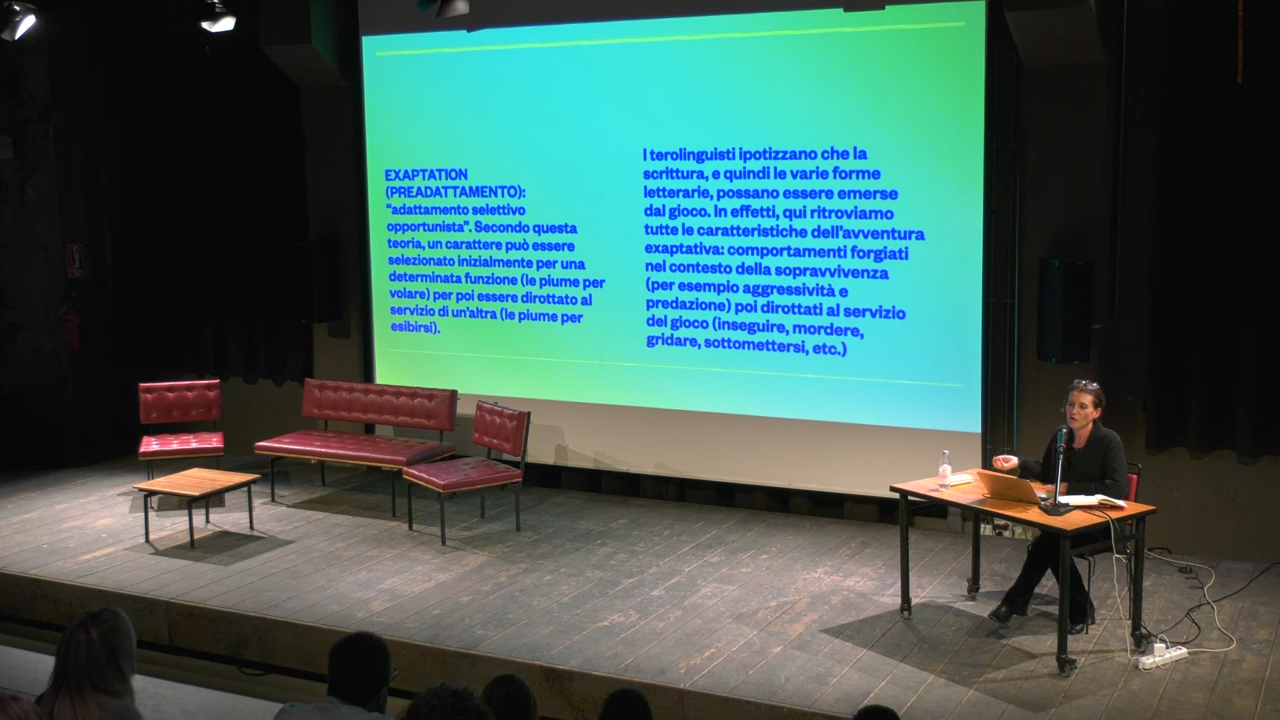 EXAPTATION
(PREADATTAMENTO):
“adattamento selettivo
opportunista”. Secondo questa
teoria, un carattere può essere
selezionato inizialmente per una
determinata funzione (le piume per
volare) per poi essere dirottato al
servizio di un’altra (le piume per
esibirsi).
I terolinguisti ipotizzano che la
scrittura, e quindi le varie forme
letterarie, possano essere emerse
dal gioco. In effetti, qui ritroviamo
tutte le caratteristiche dell’avventura
exaptativa: comportamenti forgiati
nel contesto della sopravvivenza
(per esempio aggressività e
predazione) poi dirottati al servizio
del gioco (inseguire, mordere,
gridare, sottomettersi, etc.)